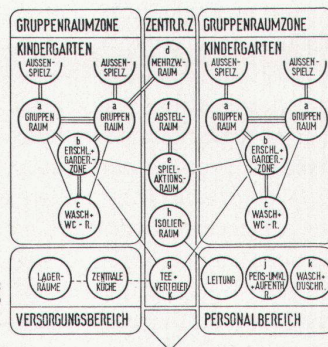 GRUPPENRAUMZONE
KINDERGARTEN
AUSSEN-
SPIELZ.
AUSSEN-
SPIELZ.
a
GRUPPEN
RAUM
a
GRUPPEN
RAUM
b
ERSCHL.+
GARDER.-
ZONE
c
WASCH+
WC - R.
ZENTR.R.Z
d
MEHRZW.-
RAUM
f
ABSTELL-
RAUM
e
SPIEL-
AKTIONS-
RAUM
h
ISOLIER-
RAUM
g
TEE+
VERTEILER
K.
GRUPPENRAUMZONE
KINDERGARTEN
AUSSEN-
SPIELZ.
AUSSEN-
SPIELZ.
a
GRUPPEN
RAUM
a
GRUPPEN
RAUM
b
ERSCHL.+
GARDER.-
ZONE
c
WASCH+
WC - R.
LAGER-
RÄUME
ZENTRALE
KÜCHE
VERSORGUNGSBEREICH
LEITUNG
j
PERS-UMKL.
+AUFENTH.
R.
k
WASCH+
DUSCHR.
PERSONALBEREICH